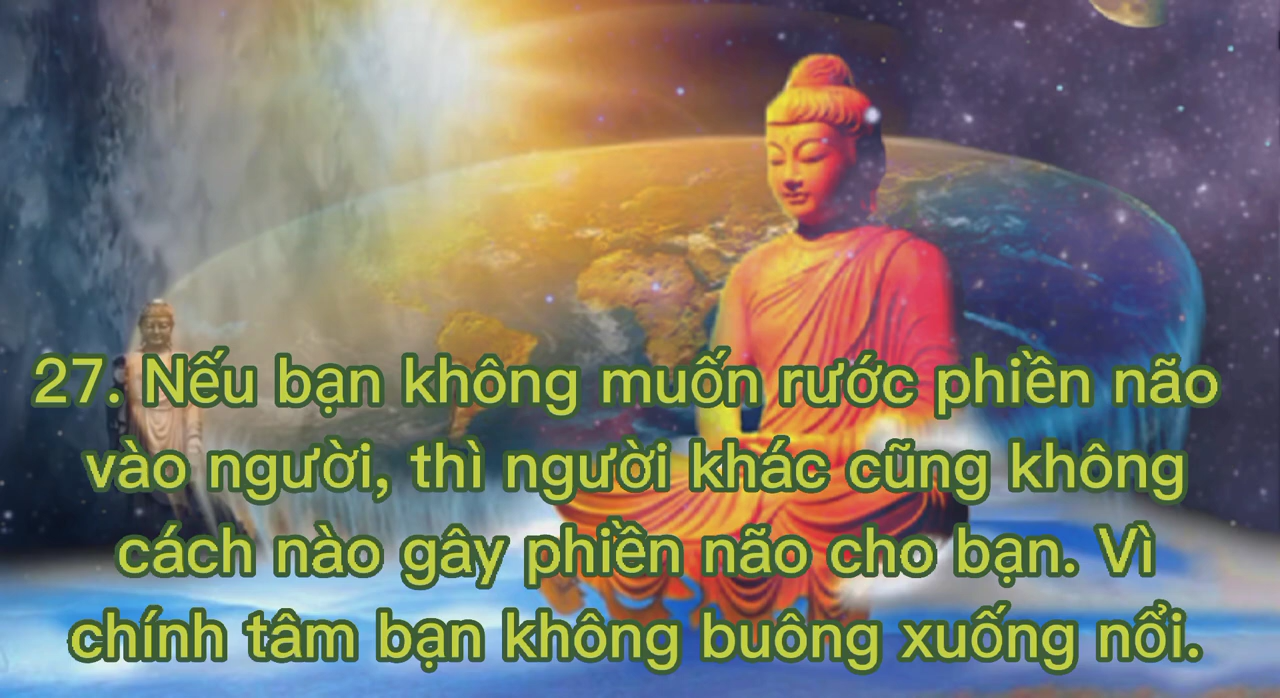 27. Nếu bạn không muốn rước phiền não
vào người, thì người khác cũng không
cách nào gây phiền não cho bạn. Vì
chính tâm bạn không buông xuống nổi.